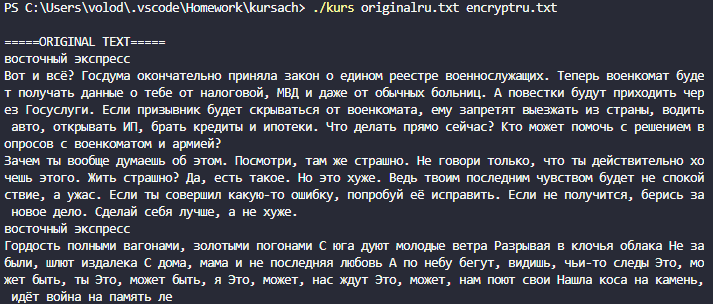 PS C:\Users\volod\.vscode\Homework\kursach> ./kurs originalru.txt encryptru.txt
=====ORIGINAL TEXT=====
восточный экспресс
Вот и всё? Госдума окончательно приняла закон о едином реестре военнослужащих. Теперь военкомат буде
т получать данные о тебе от налоговой, МВД и даже от обычных больниц. А повестки будут приходить чер
ез Госуслуги. Если призывник будет скрываться от военкомата, ему запретят выезжать из страны, водить
авто, открывать ИП, брать кредиты и ипотеки. Что делать прямо сейчас? Кто может помочь с решением в
опросов с военкоматом и армией?
Зачем ты вообще думаешь об этом. Посмотри, там же страшно. Не говори только, что ты действительно хо
чешь этого. Жить страшно? Да, есть такое. Но это хуже. Ведь твоим последним чувством будет не спокой
ствие, а ужас. Если ты совершил какую-то ошибку, попробуй её исправить. Если не получится, берись за
новое дело. Сделай себя лучше, а не хуже.
восточный экспресс
Гордость полными вагонами, золотыми погонами С юга дуют молодые ветра Разрывая в клочья облака Не за
были, шлют издалека С дома, мама и не последняя любовь А по небу бегут, видишь, чьи-то следы Это, мо
жет быть, ты Это, может быть, я Это, может, нас ждут Это, может, нам поют свои Нашла коса на камень,
идёт война на память ле